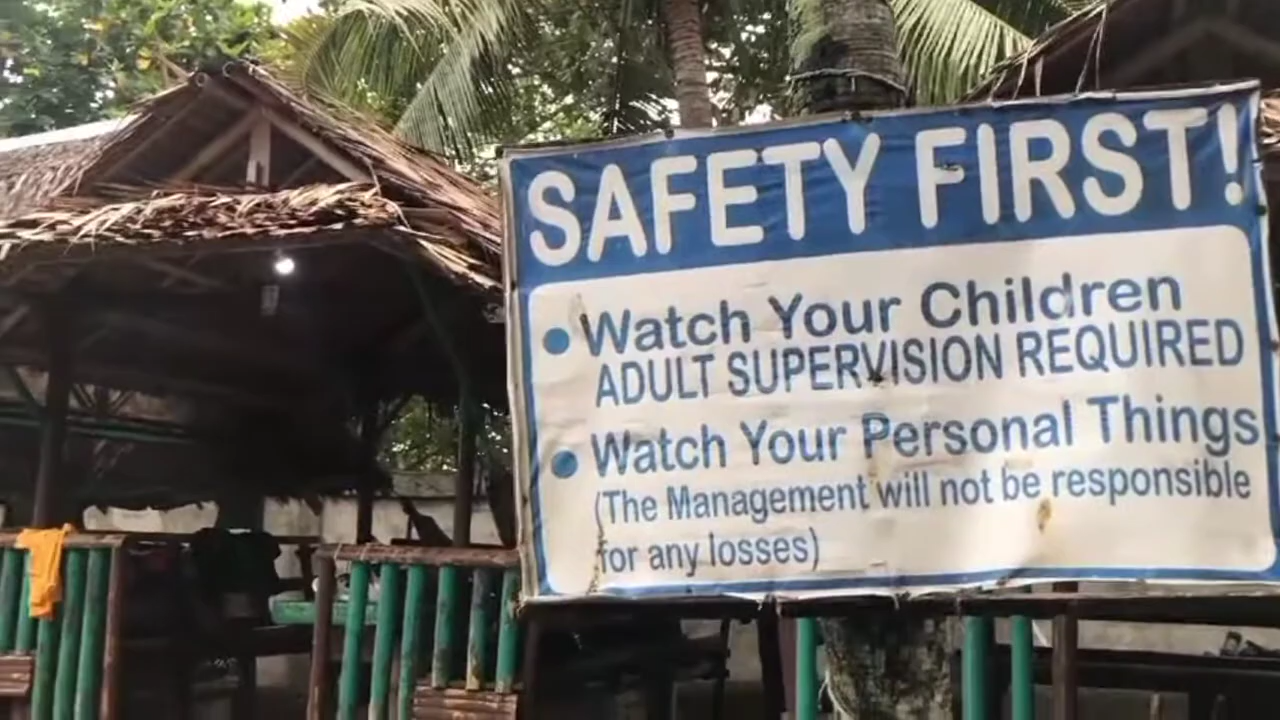 SAFETY FIRST!
• Watch Your Children
ADULT SUPERVISION REQUIRED
• Watch Your Personal Things
(The Management will not be responsible
for any losses)